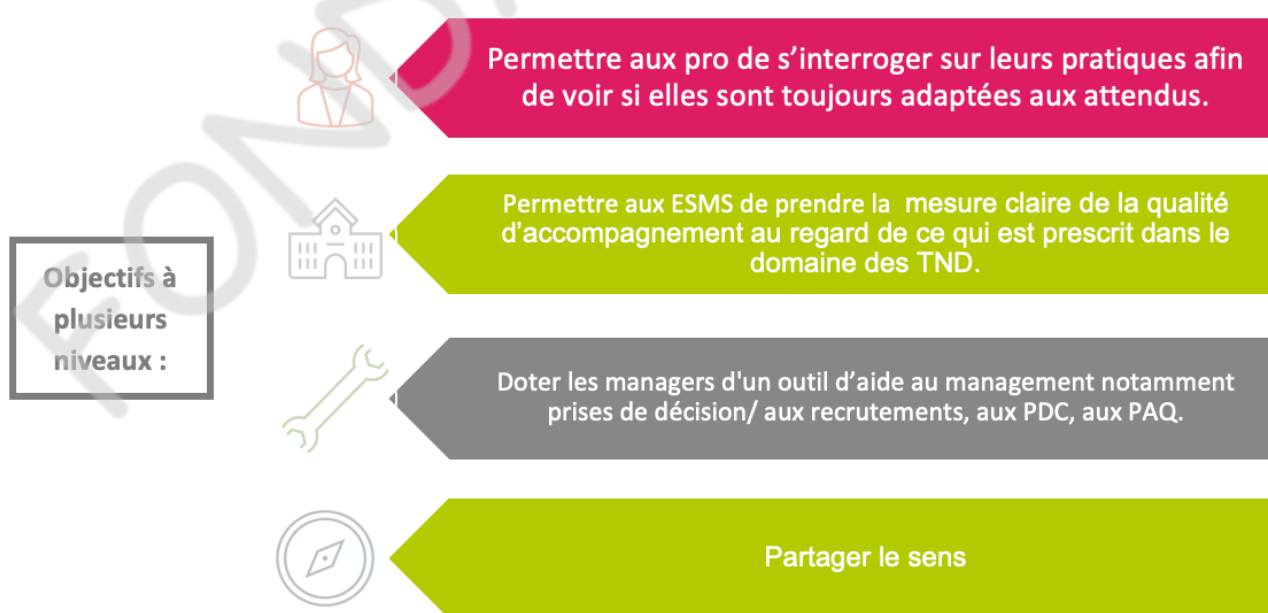 Permettre aux pro de s’interroger sur leurs pratiques afin
de voir si elles sont toujours adaptées aux attendus.
Permettre aux ESMS de prendre la mesure claire de la qualité
d’accompagnement au regard de ce qui est prescrit dans le
domaine des TND.
Objectifs à
plusieurs
niveaux :
Doter les managers d'un outil d’aide au management notamment
prises de décision/ aux recrutements, aux PDC, aux PAQ.
Partager le sens